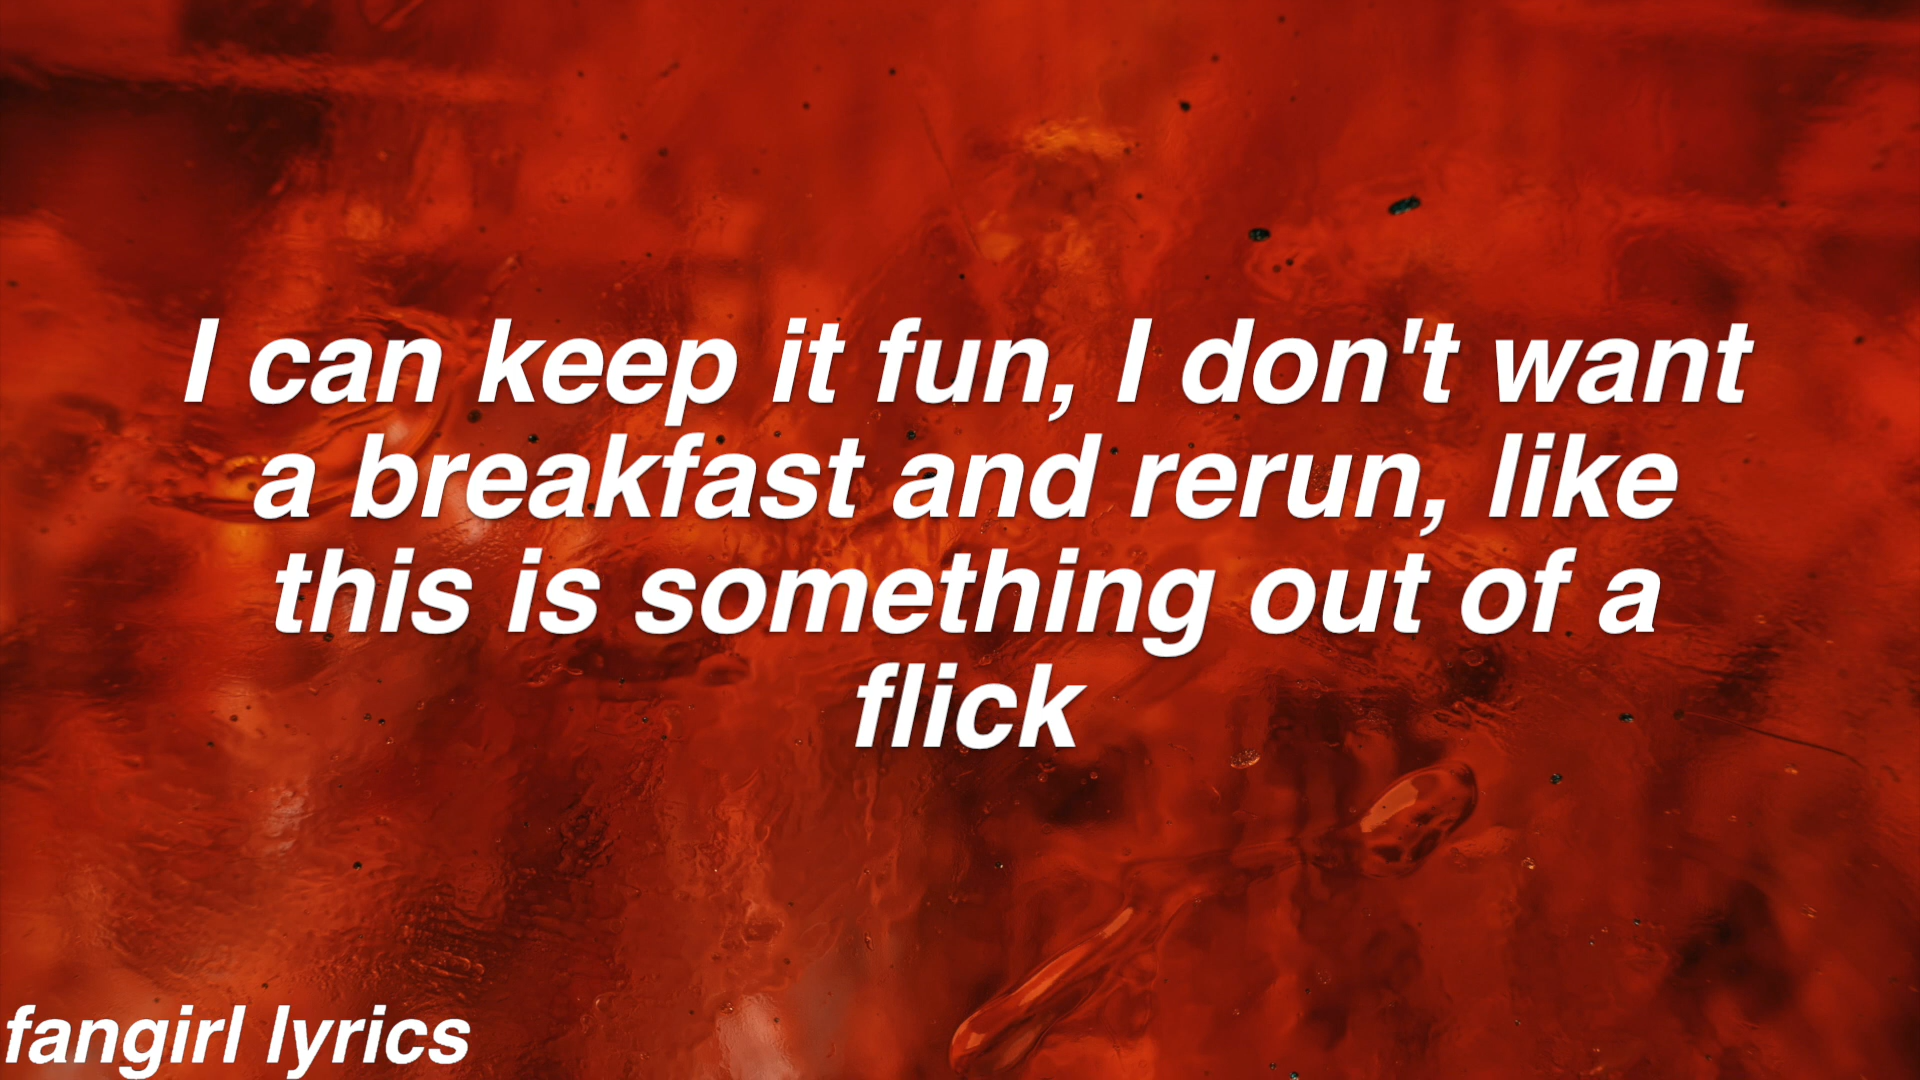 I can keep it fun, I don't want
a breakfast and rerun, like
this is something out of a
flick
fangirl lyrics